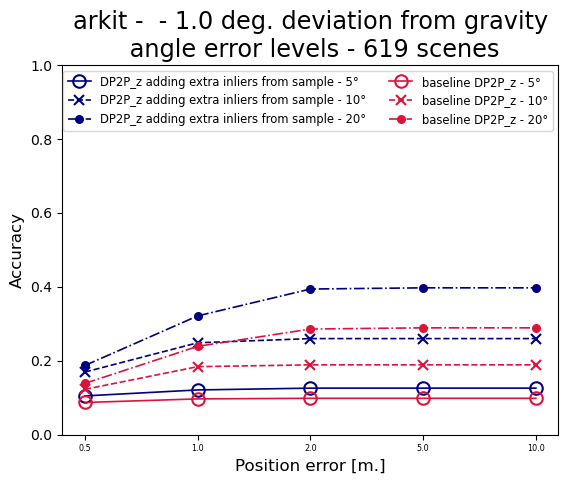 arkit -  - 1.0 deg. deviation from gravity
angle error levels - 619 scenes
DP2P_z adding extra inliers from sample - 5°
DP2P_z adding extra inliers from sample - 10°
DP2P_z adding extra inliers from sample - 20°
baseline DP2P_z - 5°
baseline DP2P_z - 10°
baseline DP2P_z - 20°
Accuracy
1.0
0.8
0.6
0.4
0.2
0.0
0.5 1.0 2.0 5.0 10.0
Position error [m.]